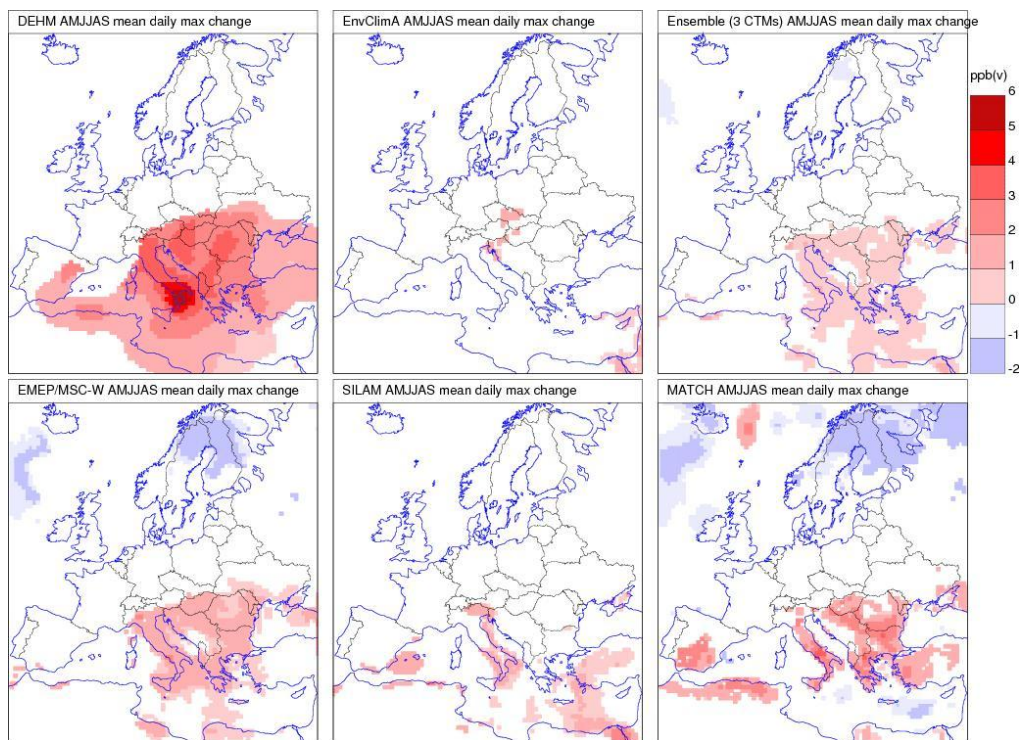 DEHM AMJJAS mean daily max change
EnvClimA AMJJAS mean daily max change
Ensemble (3 CTMs) AMJJAS mean daily max change
ppb(v)
6
5
4
3
2
1
0
-1
-2
EMEP/MSC-W AMJJAS mean daily max change
SILAM AMJJAS mean daily max change
MATCH AMJJAS mean daily max change